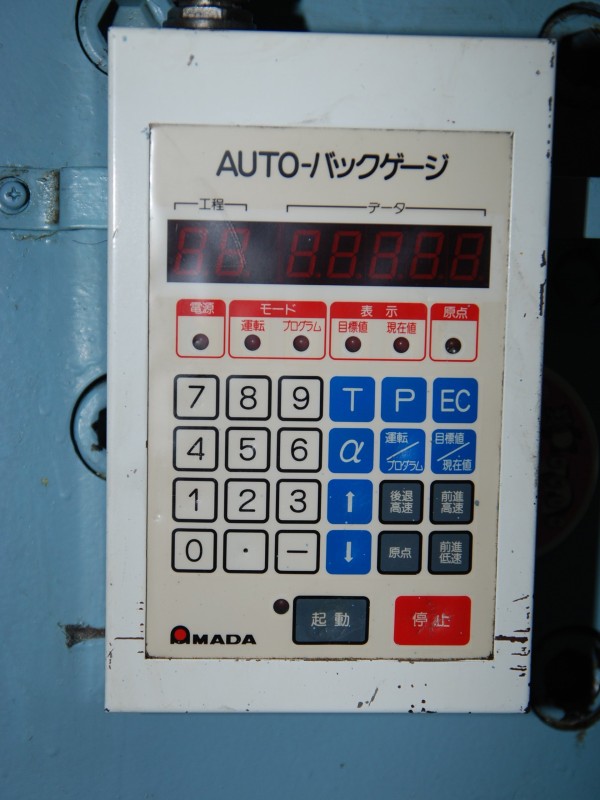 AUTO-バックゲージ
工程 データ
電源 モード 表示 原点
運転 プログラム 目標値 現在値
7 8 9 T P EC
4 5 6 α 運転/プログラム 目標値/現在値
1 2 3 ↑ 後退高速 前進高速
0 · − ↓ 原点 前進低速
起動 停止
AMADA